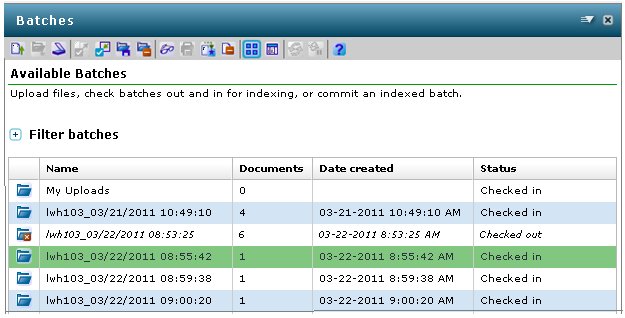 Batches
Available Batches
Upload files, check batches out and in for indexing, or commit an indexed batch.
Filter batches
Name Documents Date created Status
My Uploads 0 Checked in
lwh103_03/21/2011 10:49:10 4 03-21-2011 10:49:10 AM Checked in
lwh103_03/22/2011 08:53:25 6 03-22-2011 8:53:25 AM Checked out
lwh103_03/22/2011 08:55:42 1 03-22-2011 8:55:42 AM Checked in
lwh103_03/22/2011 08:59:38 1 03-22-2011 8:59:38 AM Checked in
lwh103_03/22/2011 09:00:20 1 03-22-2011 9:00:20 AM Checked in